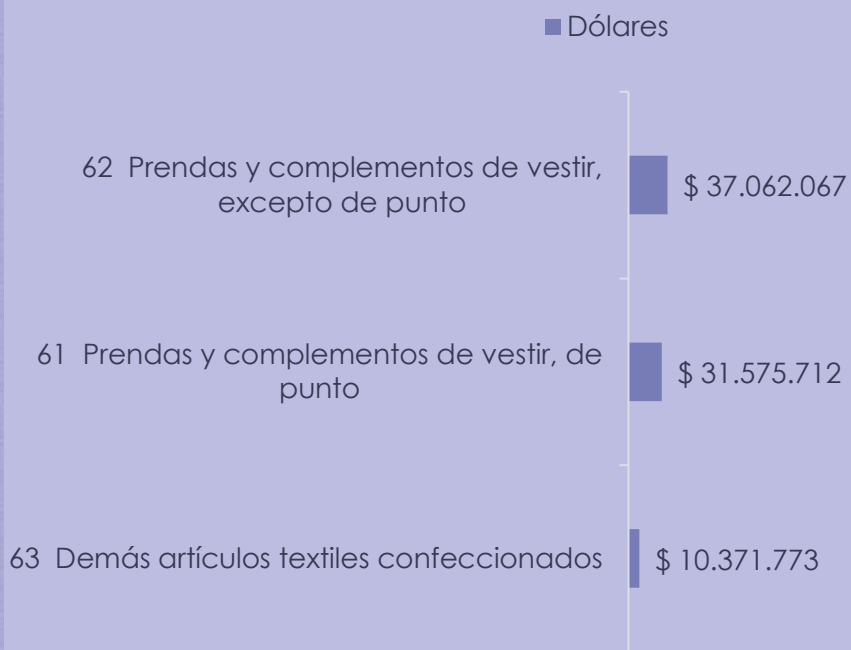 Dólares
62 Prendas y complementos de vestir,
excepto de punto
$ 37.062.067
61 Prendas y complementos de vestir, de
punto
$ 31.575.712
63 Demás artículos textiles confeccionados
$ 10.371.773